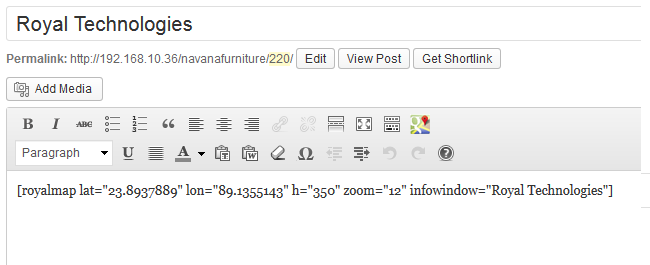 Royal Technologies
Permalink: http://192.168.10.36/navanafurniture/220/ Edit View Post Get Shortlink
Add Media
B I ABC
Paragraph U A
[royalmap lat="23.8937889" lon="89.1355143" h="350" zoom="12" infowindow="Royal Technologies"]